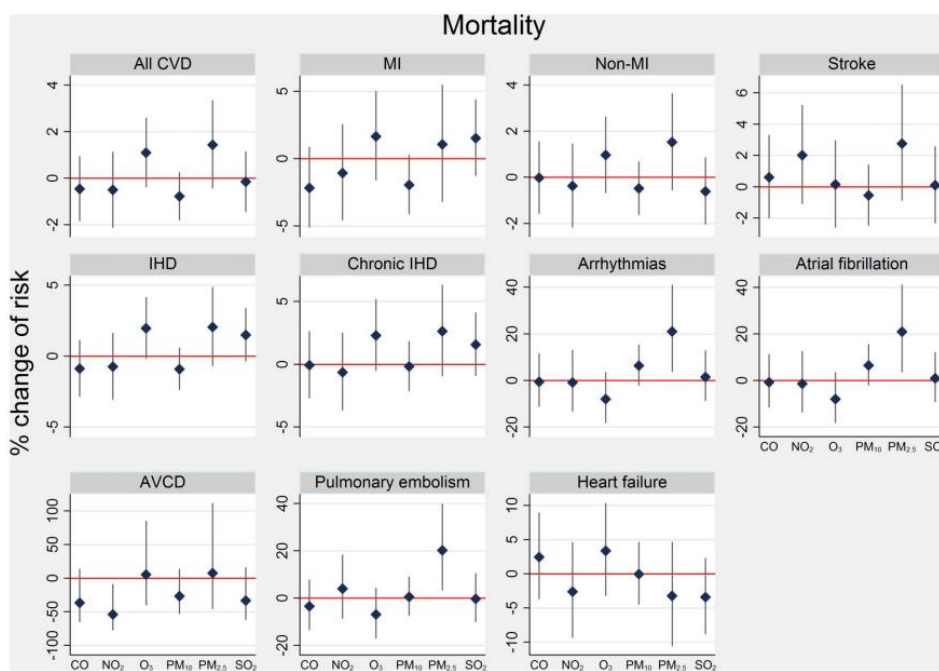 Mortality
% change of risk
All CVD
MI
Non-MI
Stroke
4
2
0
-2
5
0
-5
4
2
0
-2
6
4
2
0
-2
IHD
Chronic IHD
Arrhythmias
Atrial fibrillation
5
0
-5
5
0
-5
40
20
0
-20
40
20
0
-20
CO NO₂ O₃ PM₁₀ PM₂.₅ SO₂
AVCD
Pulmonary embolism
Heart failure
100
50
0
-50
-100
40
20
0
-20
10
5
0
-5
-10
CO NO₂ O₃ PM₁₀ PM₂.₅ SO₂
CO NO₂ O₃ PM₁₀ PM₂.₅ SO₂
CO NO₂ O₃ PM₁₀ PM₂.₅ SO₂